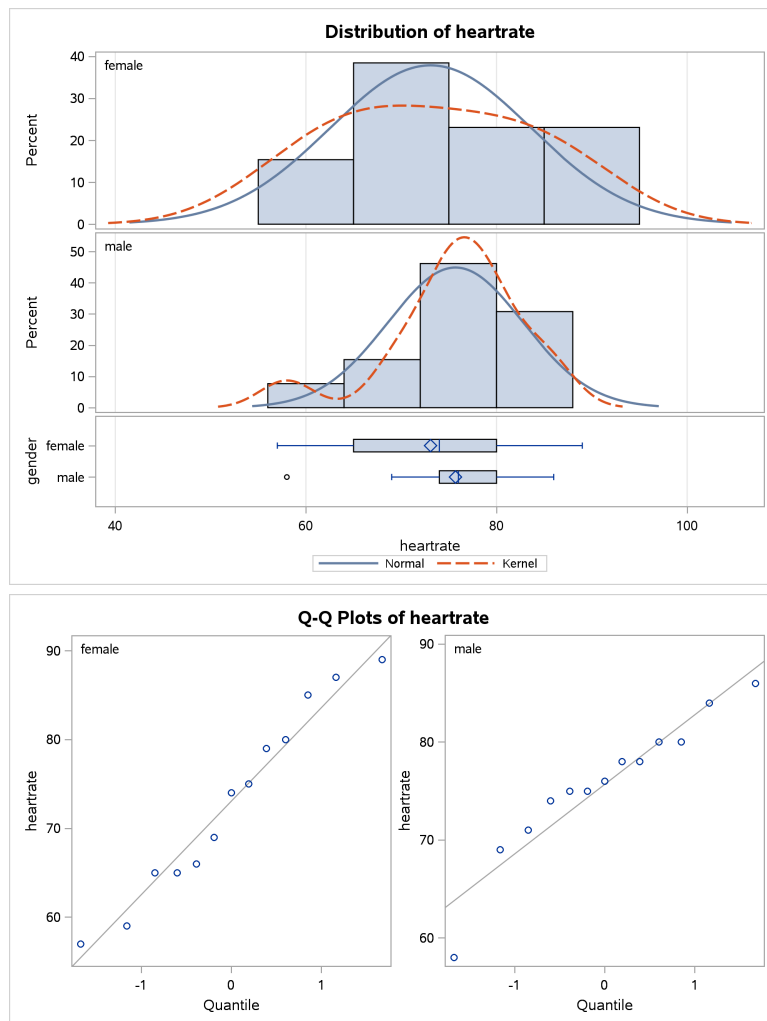 Distribution of heartrate
female
40
30
20
10
0
Percent
male
50
40
30
20
10
0
Percent
gender
female
male
40 60 80 100
heartrate
Normal Kernel
Q-Q Plots of heartrate
female
90
80
70
60
heartrate
-1 0 1
Quantile
male
90
80
70
60
heartrate
-1 0 1
Quantile